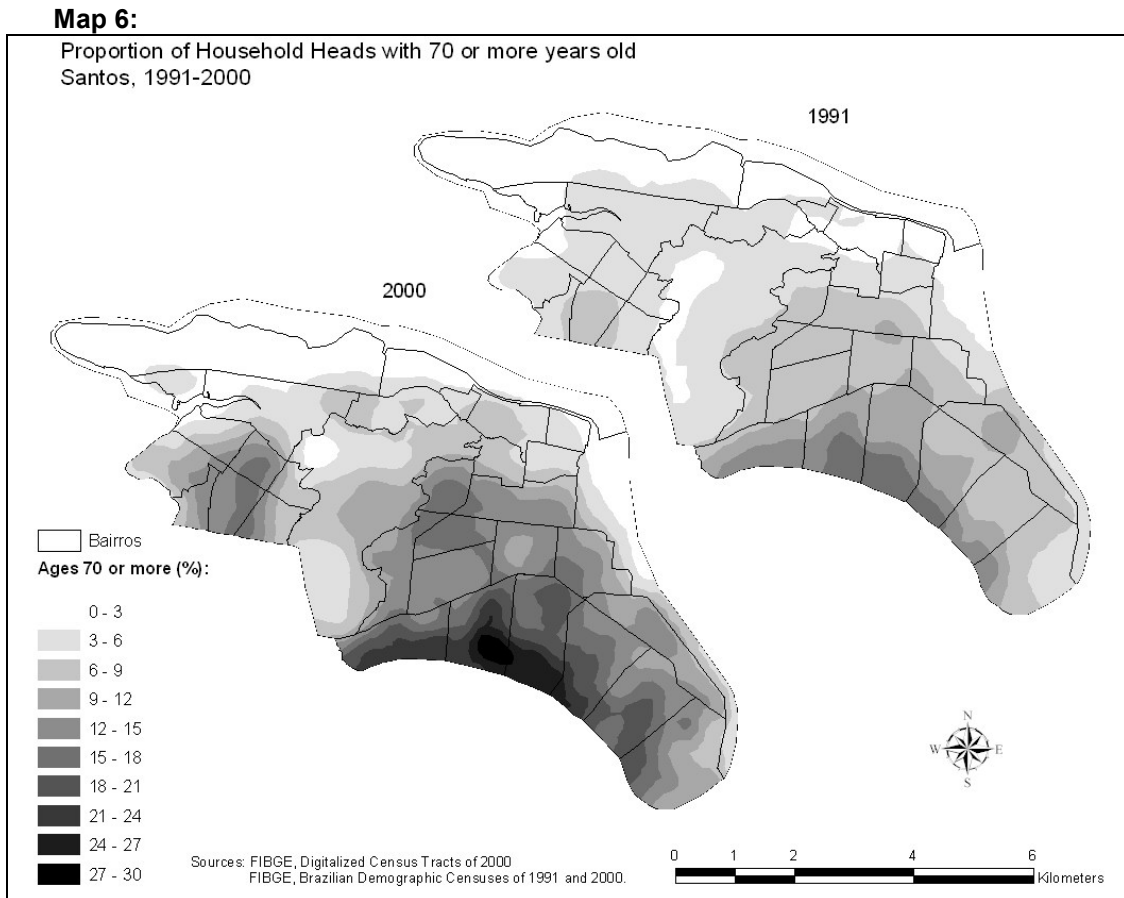 Map 6:
Proportion of Household Heads with 70 or more years old
Santos, 1991-2000
1991
2000
Bairros
Ages 70 or more (%):
0 - 3
3 - 6
6 - 9
9 - 12
12 - 15
15 - 18
18 - 21
21 - 24
24 - 27
27 - 30
N
W E
S
Sources: FIBGE, Digitalized Census Tracts of 2000
FIBGE, Brazilian Demographic Censuses of 1991 and 2000.
0 1 2 4 6
Kilometers